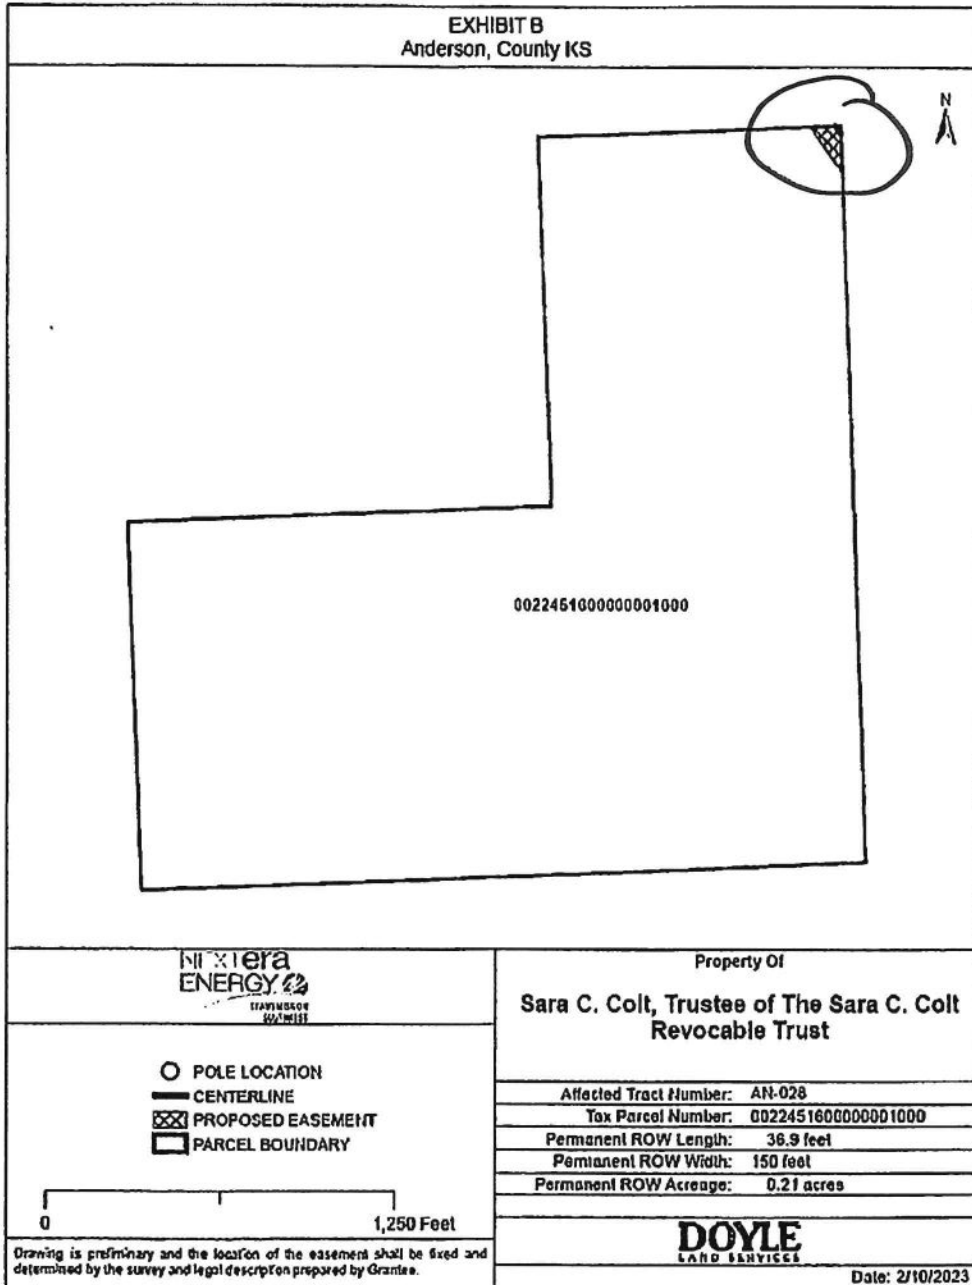 EXHIBIT B
Anderson, County KS
N
0022451600000001000
ENERGY
TRANSMISSION
SOUTHWEST
POLE LOCATION
CENTERLINE
PROPOSED EASEMENT
PARCEL BOUNDARY
0 1,250 Feet
Drawing is preliminary and the location of the easement shall be fixed and
determined by the survey and legal description prepared by Grantee.
Property Of
Sara C. Colt, Trustee of The Sara C. Colt
Revocable Trust
Affected Tract Number: AN-028
Tax Parcel Number: 0022451600000001000
Permanent ROW Length: 36.9 feet
Permanent ROW Width: 150 feet
Permanent ROW Acreage: 0.21 acres
DOYLE
LAND SERVICES
Date: 2/10/2023